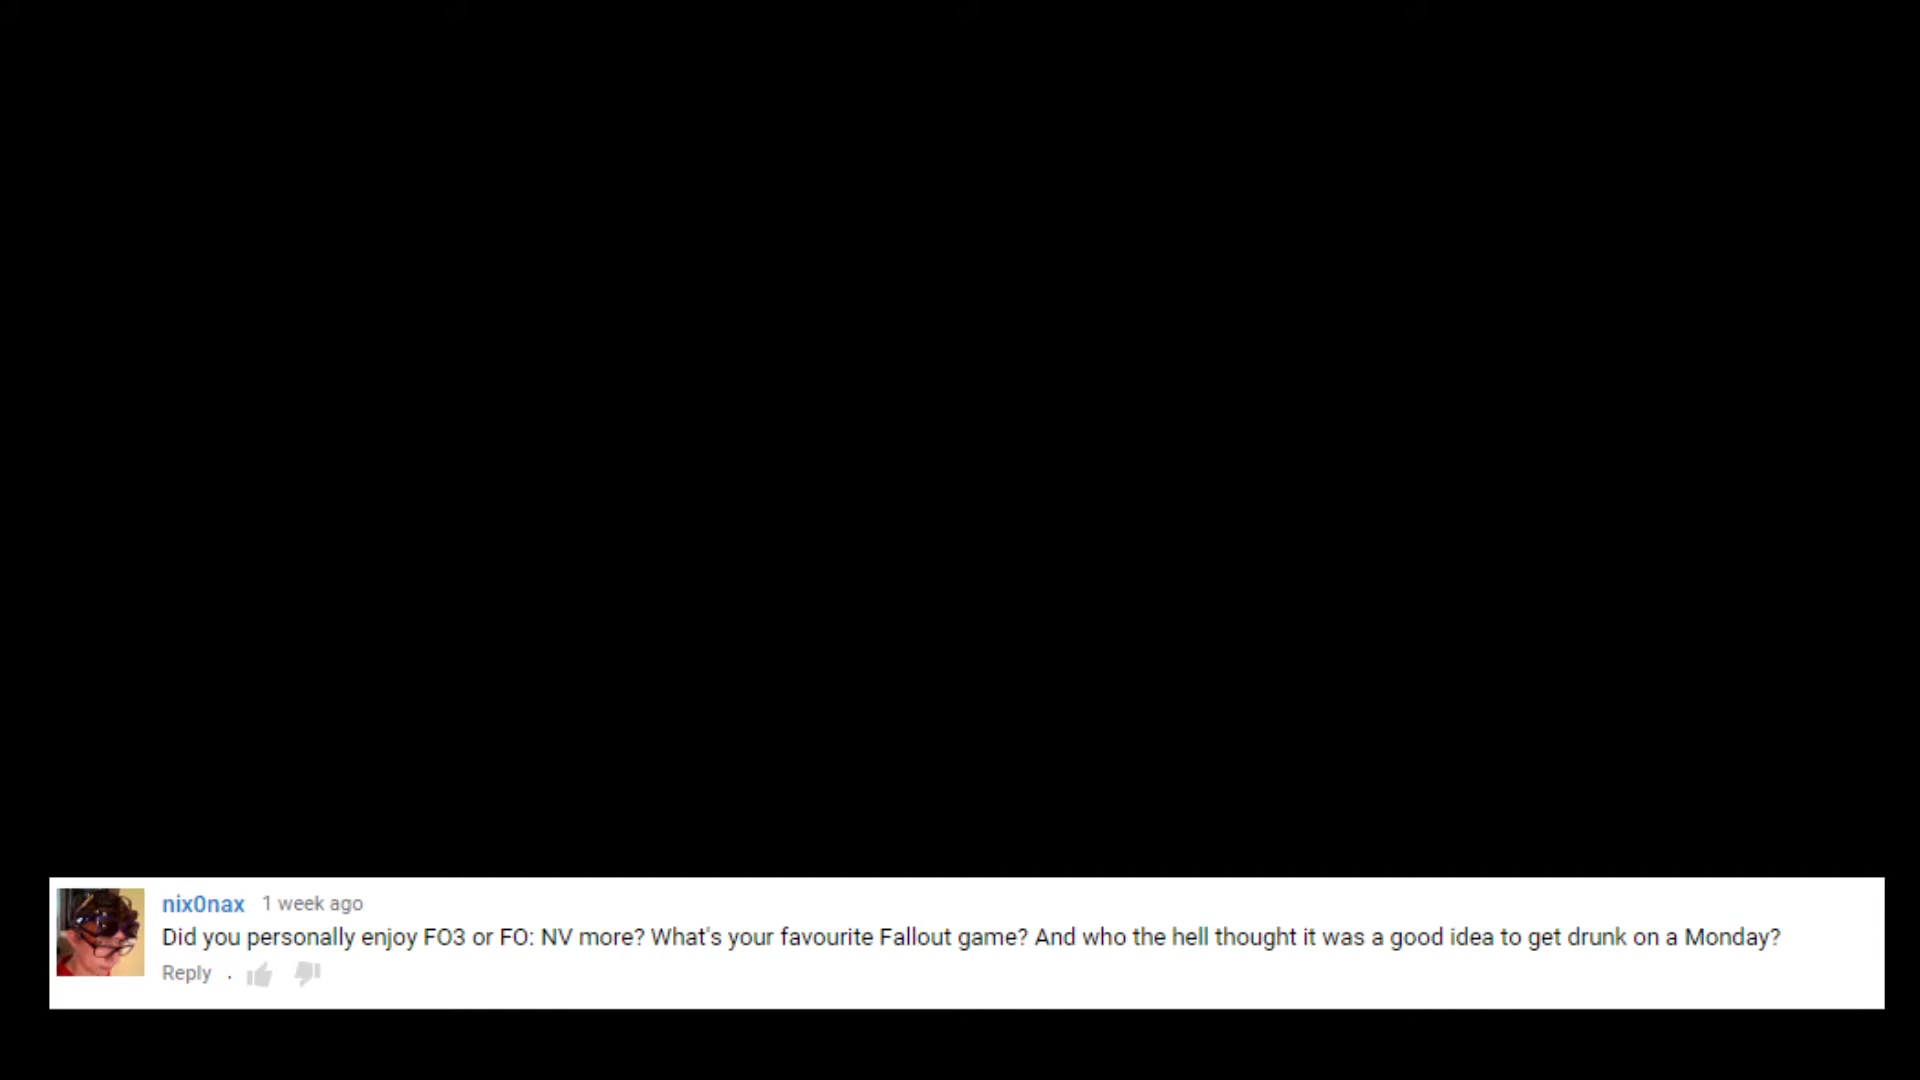 nix0nax 1 week ago
Did you personally enjoy FO3 or FO: NV more? What's your favourite Fallout game? And who the hell thought it was a good idea to get drunk on a Monday?
Reply .